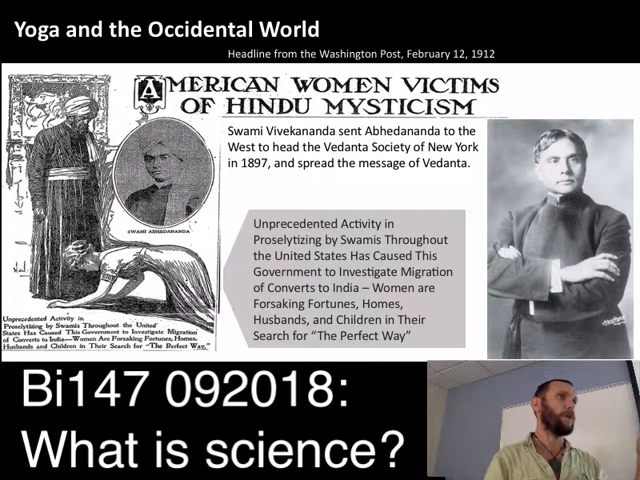 Yoga and the Occidental World
Headline from the Washington Post, February 12, 1912
AMERICAN WOMEN VICTIMS
OF HINDU MYSTICISM
Swami Vivekananda sent Abhedananda to the
West to head the Vedanta Society of New York
in 1897, and spread the message of Vedanta.
SWAMI ABHEDANANDA
Unprecedented Activity in
Proselytizing by Swamis Throughout
the United States Has Caused This
Government to Investigate Migration
of Converts to India – Women are
Forsaking Fortunes, Homes,
Husbands, and Children in Their
Search for “The Perfect Way”
Unprecedented Activity in
Proselytizing by Swamis Throughout the United
States Has Caused This Government to Investigate Migration
of Converts to India—Women Are Forsaking Fortunes, Homes,
Husbands and Children in Their Search for "The Perfect Way."
Bi147 092018:
What is science?